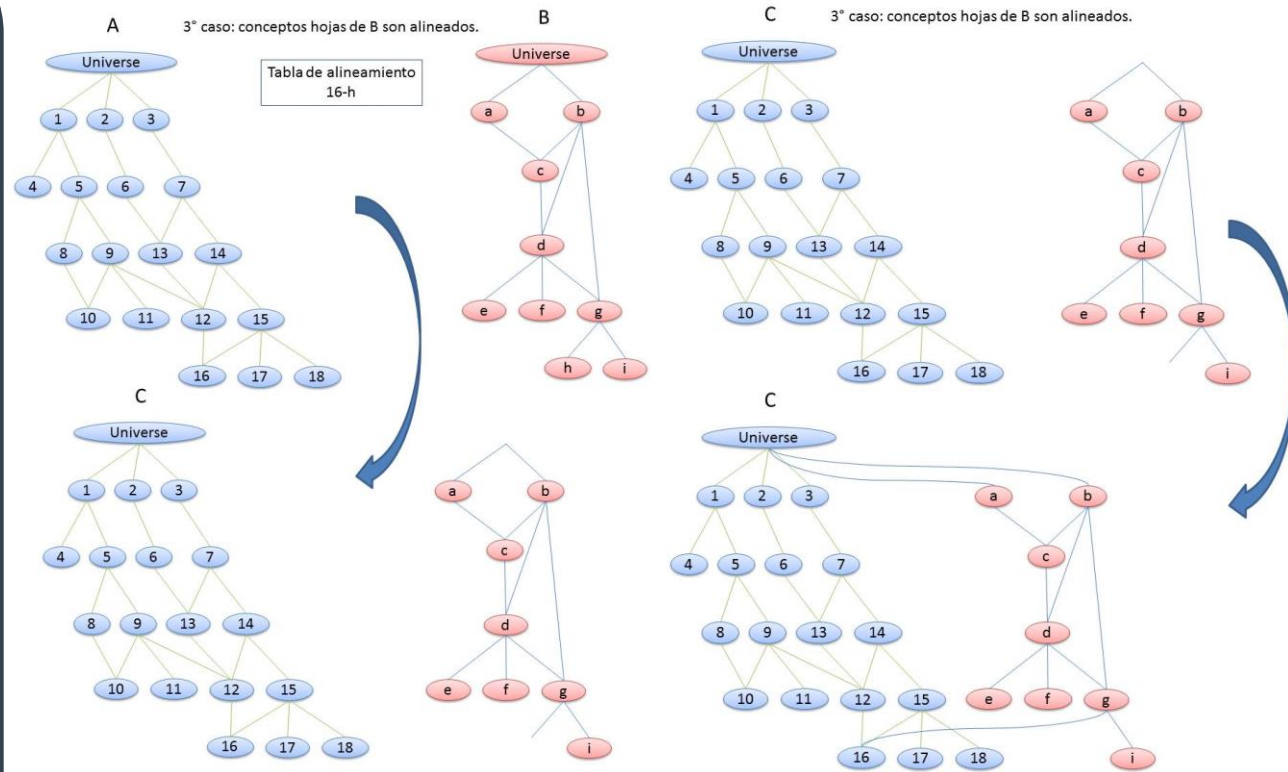 A
3° caso: conceptos hojas de B son alineados.
Universe
Tabla de alineamiento
16-h
1 2 3
4 5 6 7
8 9 13 14
10 11 12 15
16 17 18
B
Universe
a b
c
d
e f g
h i
C
Universe
1 2 3
4 5 6 7
8 9 13 14
10 11 12 15
16 17 18
a b
c
d
e f g
i
C
3° caso: conceptos hojas de B son alineados.
Universe
1 2 3
4 5 6 7
8 9 13 14
10 11 12 15
16 17 18
a b
c
d
e f g
i
C
Universe
1 2 3
4 5 6 7
8 9 13 14
10 11 12 15
16 17 18
a b
c
d
e f g
i